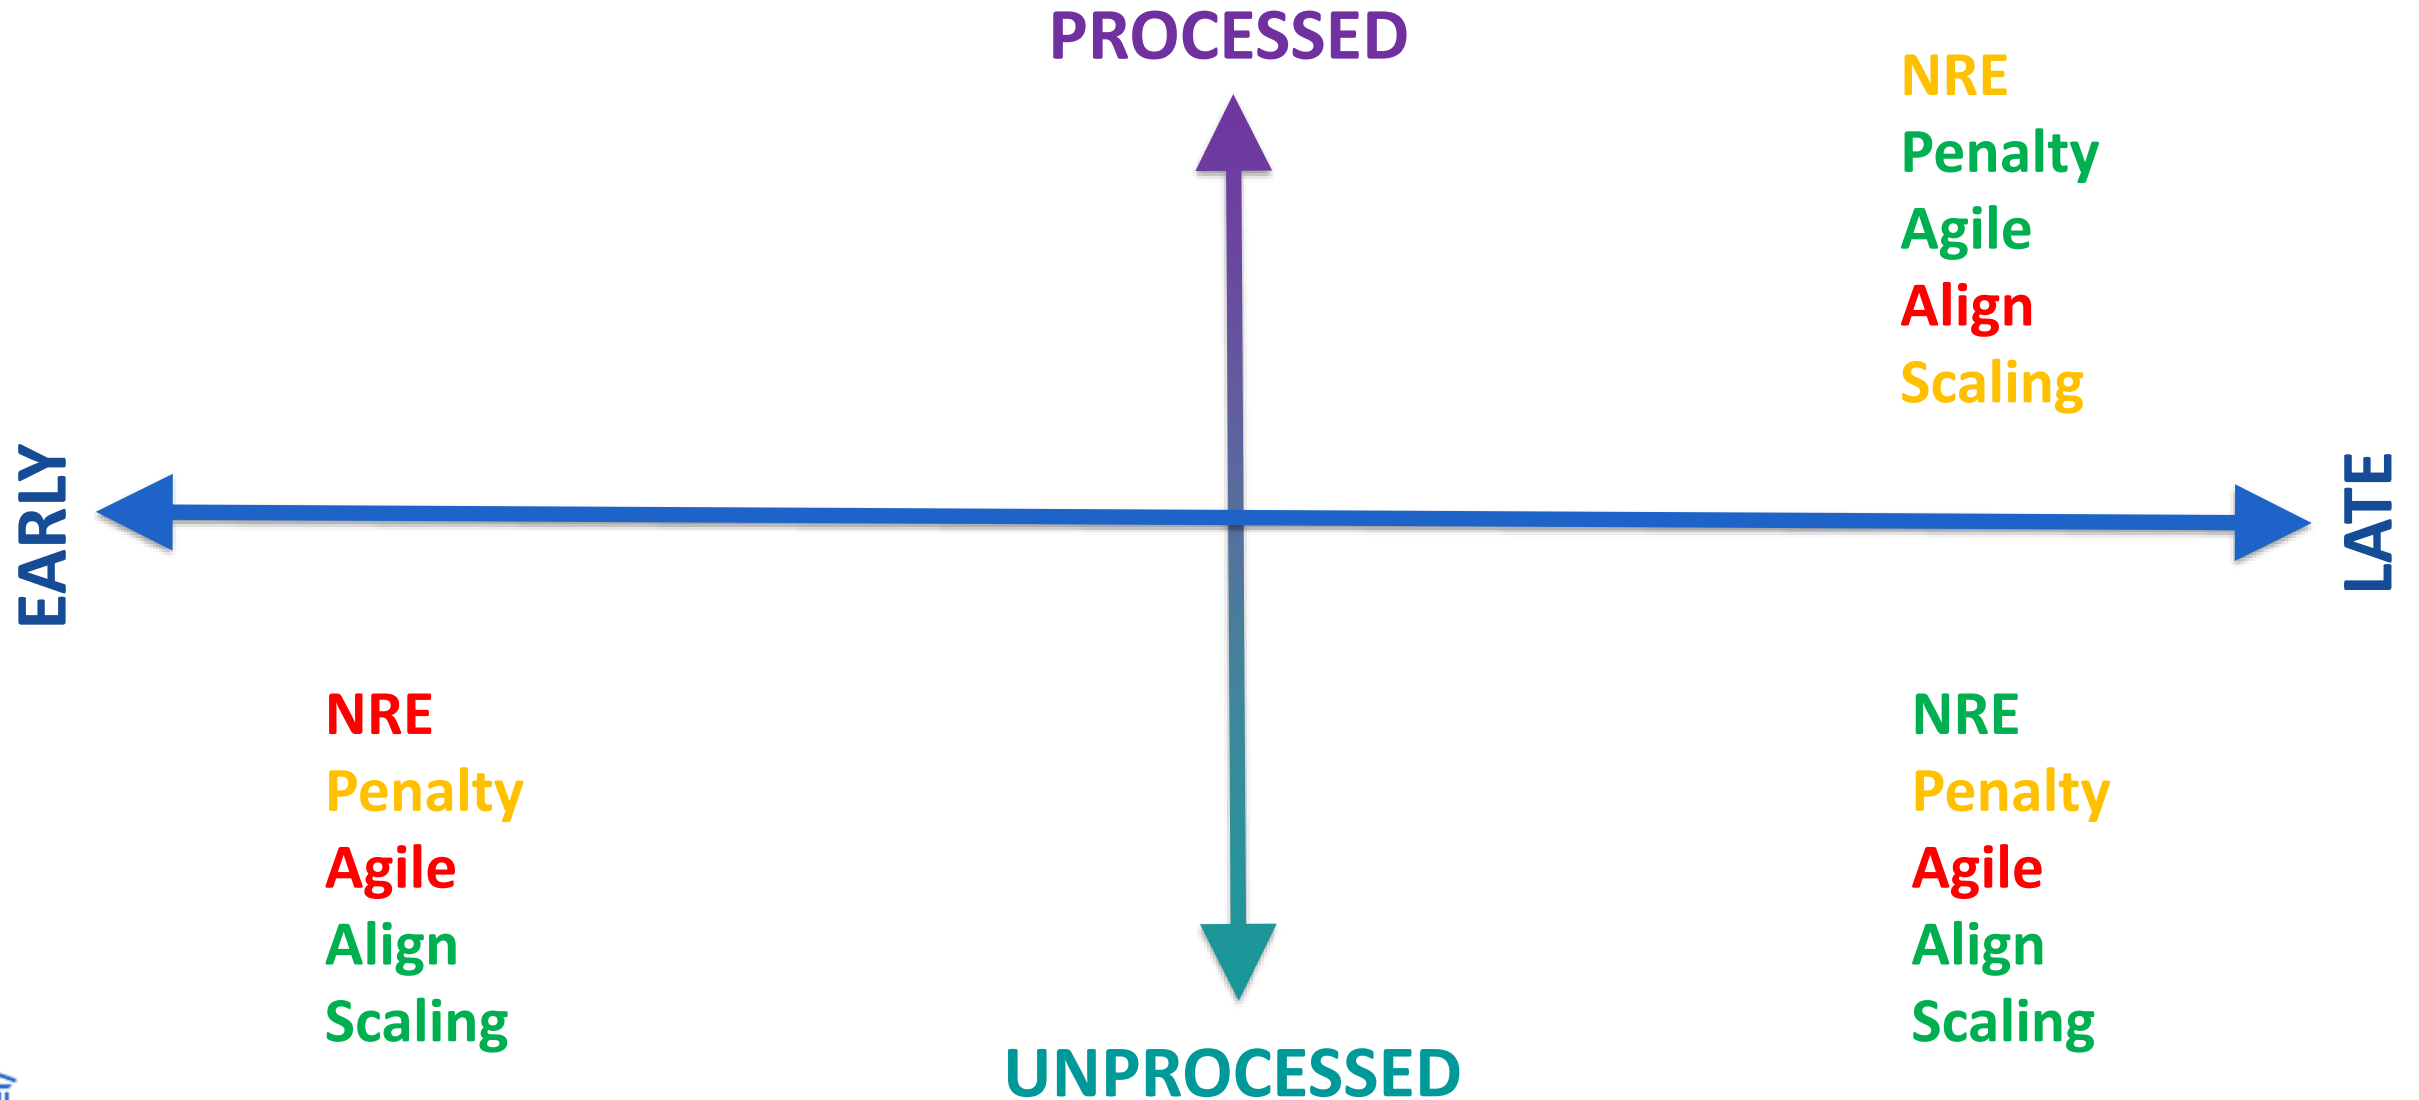 PROCESSED
NRE
Penalty
Agile
Align
Scaling
EARLY
LATE
NRE
Penalty
Agile
Align
Scaling
NRE
Penalty
Agile
Align
Scaling
UNPROCESSED